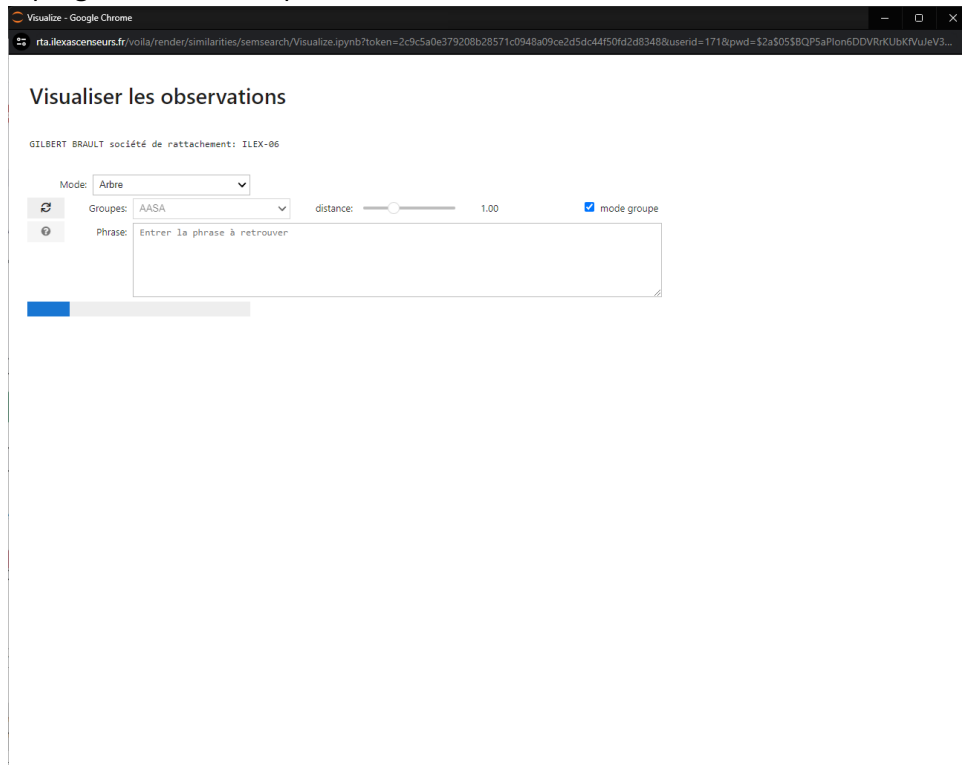 Visualize - Google Chrome
rta.ilexascenseurs.fr/voila/render/similarities/semsearch/Visualize.ipynb?token=2c9c5a0e379208b28571c0948a09ce2d5dc44f50fd2d8348&userid=171&pwd=$2a$05$BQP5aPlon6DDVRrKUbKfVuJeV3...
Visualiser les observations
GILBERT BRAULT société de rattachement: ILEX-06
Mode: Arbre
Groupes: AASA distance: 1.00 mode groupe
Phrase: Entrer la phrase à retrouver